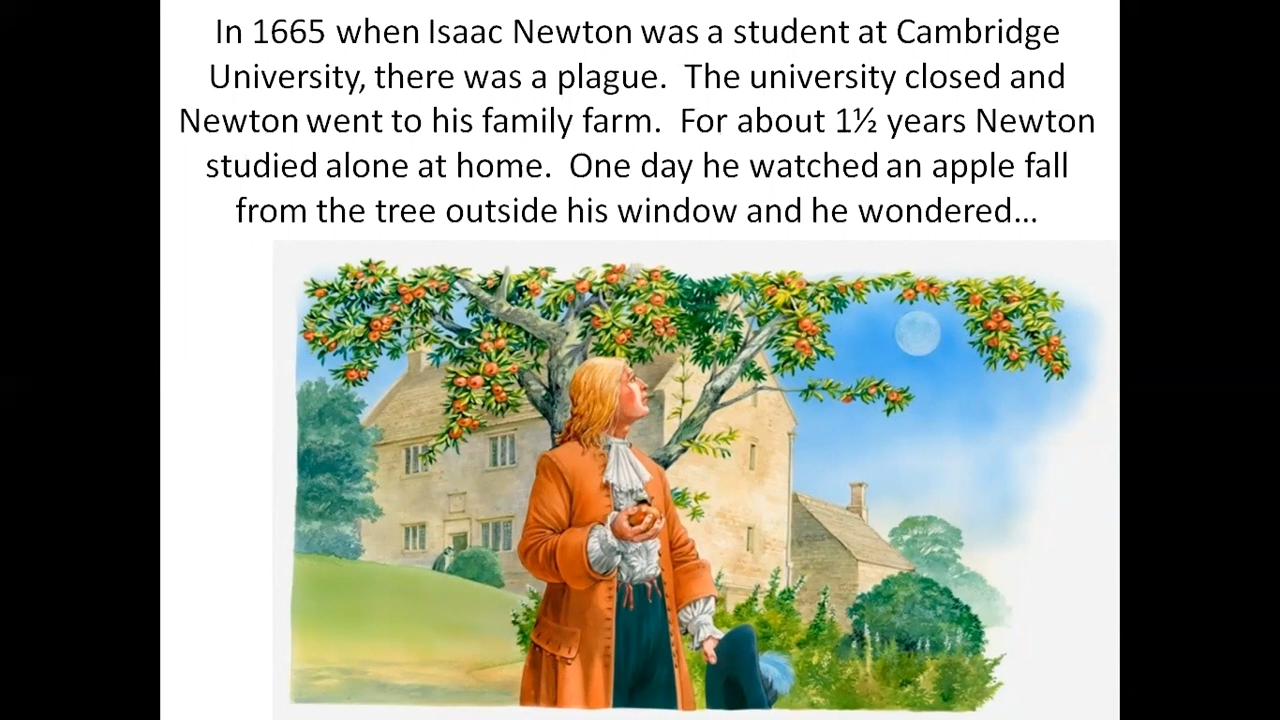 In 1665 when Isaac Newton was a student at Cambridge
University, there was a plague.  The university closed and
Newton went to his family farm.  For about 1½ years Newton
studied alone at home.  One day he watched an apple fall
from the tree outside his window and he wondered…